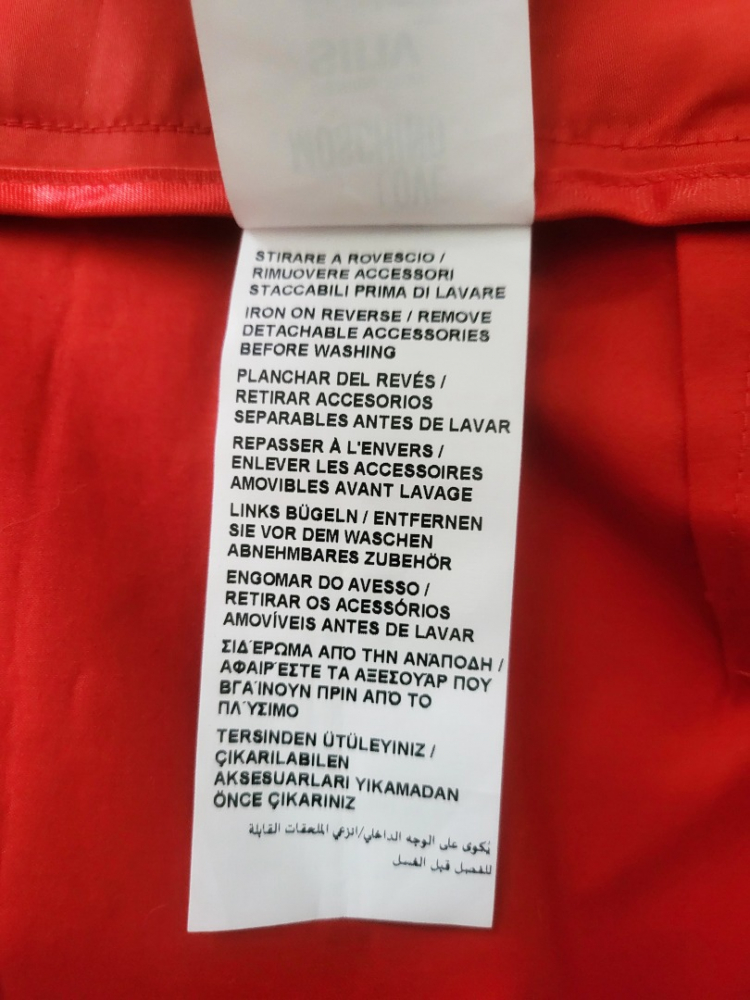 STIRARE A ROVESCIO /
RIMUOVERE ACCESSORI
STACCABILI PRIMA DI LAVARE
IRON ON REVERSE / REMOVE
DETACHABLE ACCESSORIES
BEFORE WASHING
PLANCHAR DEL REVÉS /
RETIRAR ACCESORIOS
SEPARABLES ANTES DE LAVAR
REPASSER À L'ENVERS /
ENLEVER LES ACCESSOIRES
AMOVIBLES AVANT LAVAGE
LINKS BÜGELN / ENTFERNEN
SIE VOR DEM WASCHEN
ABNEHMBARES ZUBEHÖR
ENGOMAR DO AVESSO /
RETIRAR OS ACESSÓRIOS
AMOVÍVEIS ANTES DE LAVAR
ΣΙΔΈΡΩΜΑ ΑΠΌ ΤΗΝ ΑΝΆΠΟΔΗ /
ΑΦΑΙΡΈΣΤΕ ΤΑ ΑΞΕΣΟΥΆΡ ΠΟΥ
ΒΓΑΊΝΟΥΝ ΠΡΙΝ ΑΠΌ ΤΟ
ΠΛΎΣΙΜΟ
TERSINDEN ÜTÜLEYINIZ /
ÇIKARILABILEN
AKSESUARLARI YIKAMADAN
ÖNCE ÇIKARINIZ
يُكوى على الوجه الداخلي/انزعي الملحقات القابلة
للفصل قبل الغسل